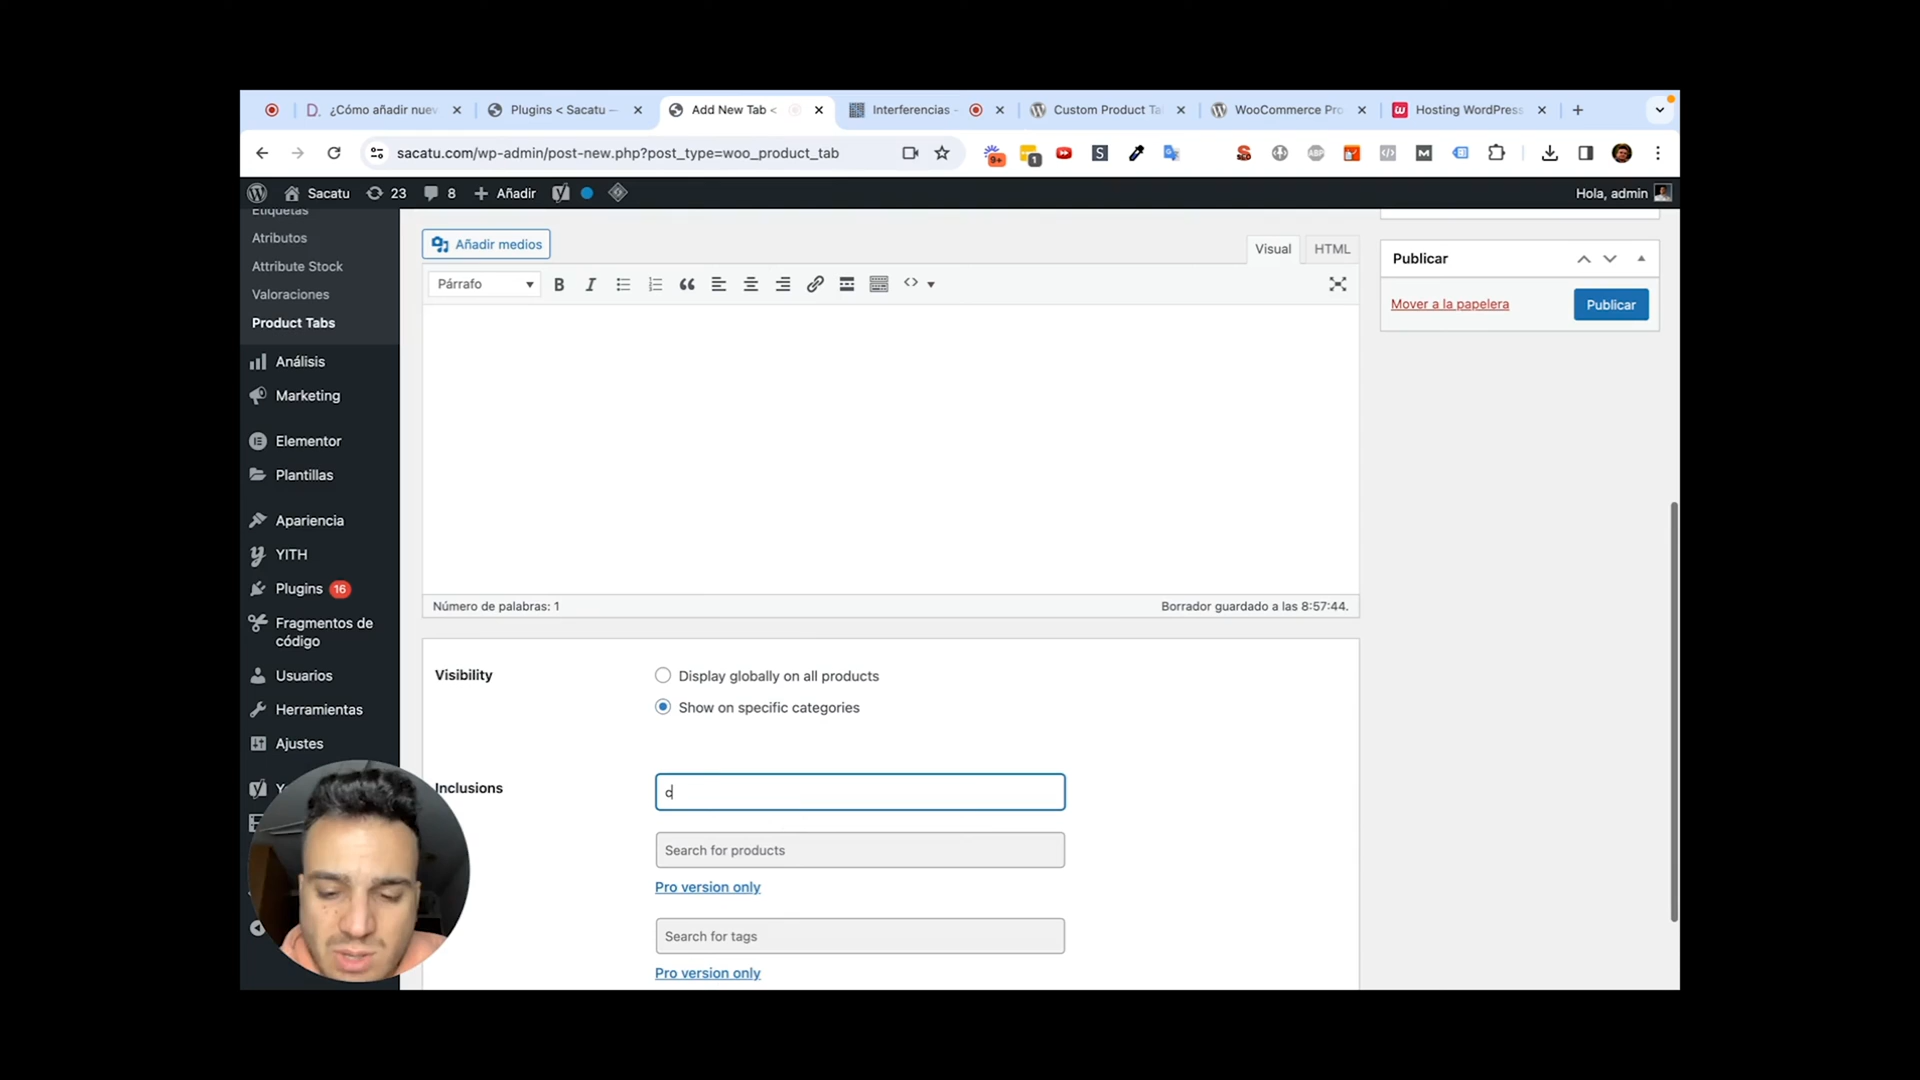 ¿Cómo añadir nuev
Plugins < Sacatu —
Add New Tab <
Interferencias -
Custom Product Ta
WooCommerce Pro
Hosting WordPress
sacatu.com/wp-admin/post-new.php?post_type=woo_product_tab
9+
1
Sacatu
23
8
Añadir
Hola, admin
Etiquetas
Atributos
Attribute Stock
Valoraciones
Product Tabs
Análisis
Marketing
Elementor
Plantillas
Apariencia
YITH
Plugins 16
Fragmentos de
código
Usuarios
Herramientas
Ajustes
Añadir medios
Visual
HTML
Párrafo
Número de palabras: 1
Borrador guardado a las 8:57:44.
Visibility
Display globally on all products
Show on specific categories
Inclusions
c
Search for products
Pro version only
Search for tags
Pro version only
Publicar
Mover a la papelera
Publicar